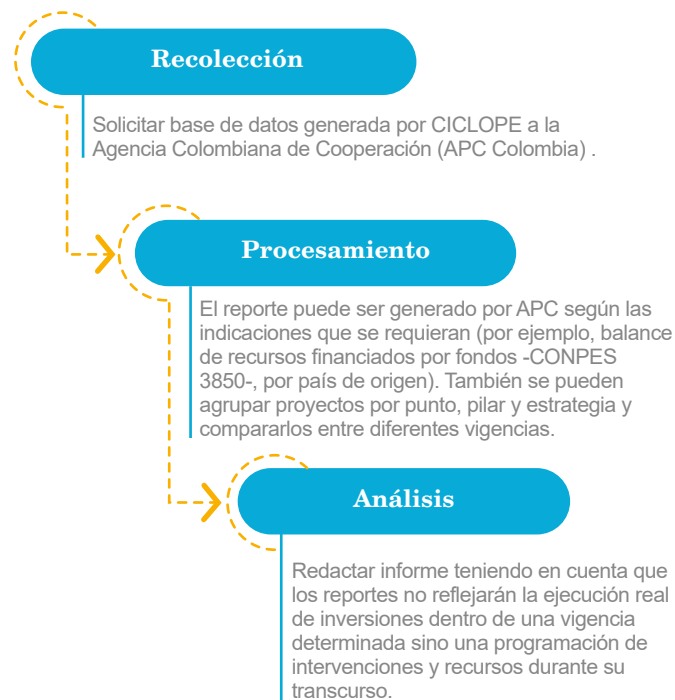 Recolección
Solicitar base de datos generada por CICLOPE a la
Agencia Colombiana de Cooperación (APC Colombia) .
Procesamiento
El reporte puede ser generado por APC según las
indicaciones que se requieran (por ejemplo, balance
de recursos financiados por fondos -CONPES
3850-, por país de origen). También se pueden
agrupar proyectos por punto, pilar y estrategia y
compararlos entre diferentes vigencias.
Análisis
Redactar informe teniendo en cuenta que
los reportes no reflejarán la ejecución real
de inversiones dentro de una vigencia
determinada sino una programación de
intervenciones y recursos durante su
transcurso.